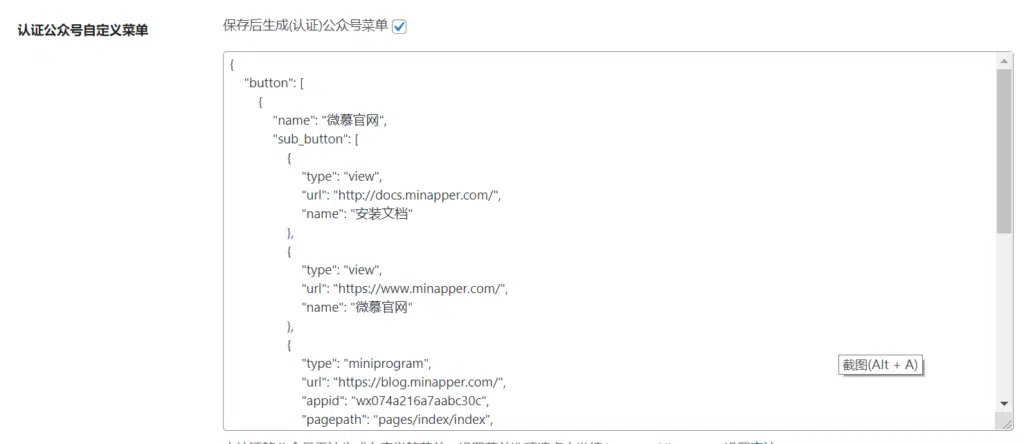 认证公众号自定义菜单
保存后生成(认证)公众号菜单
{
"button": [
{
"name": "微慕官网",
"sub_button": [
{
"type": "view",
"url": "http://docs.minapper.com/",
"name": "安装文档"
},
{
"type": "view",
"url": "https://www.minapper.com/",
"name": "微慕官网"
},
{
"type": "miniprogram",
"url": "https://blog.minapper.com/",
"appid": "wx074a216a7aabc30c",
"pagepath": "pages/index/index",
截图(Alt + A)